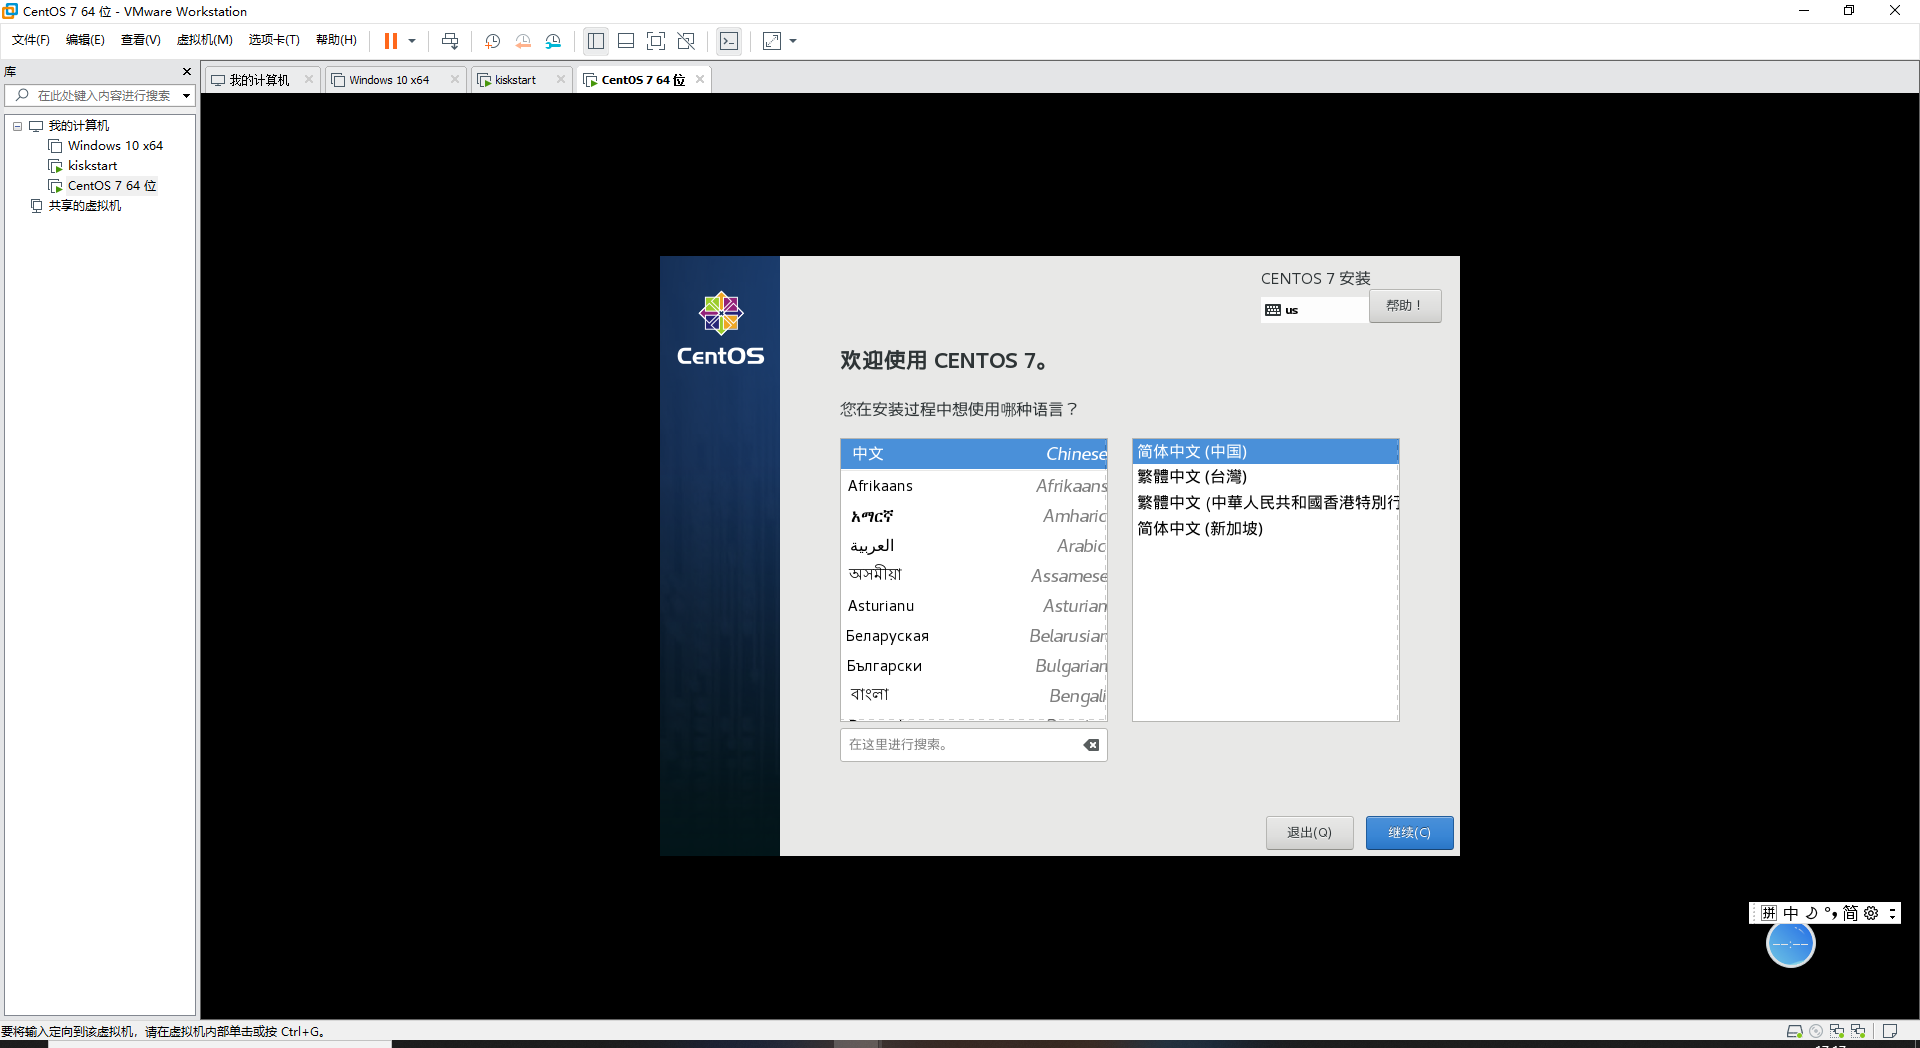 CentOS 7 64 位 - VMware Workstation
文件(F) 编辑(E) 查看(V) 虚拟机(M) 选项卡(T) 帮助(H)
库
在此处键入内容进行搜索
我的计算机
Windows 10 x64
kiskstart
CentOS 7 64 位
共享的虚拟机
我的计算机 Windows 10 x64 kiskstart CentOS 7 64 位
CentOS
CENTOS 7 安装
us
帮助！
欢迎使用 CENTOS 7。
您在安装过程中想使用哪种语言？
中文 Chinese
Afrikaans Afrikaans
አማርኛ Amharic
العربية Arabic
অসমীয়া Assamese
Asturianu Asturian
Беларуская Belarusian
Български Bulgarian
বাংলা Bengali
在这里进行搜索。
简体中文 (中国)
繁體中文 (台灣)
繁體中文 (中華人民共和國香港特別行
简体中文 (新加坡)
退出(Q) 继续(C)
拼 中 简
--:--
要将输入定向到该虚拟机，请在虚拟机内部单击或按 Ctrl+G。